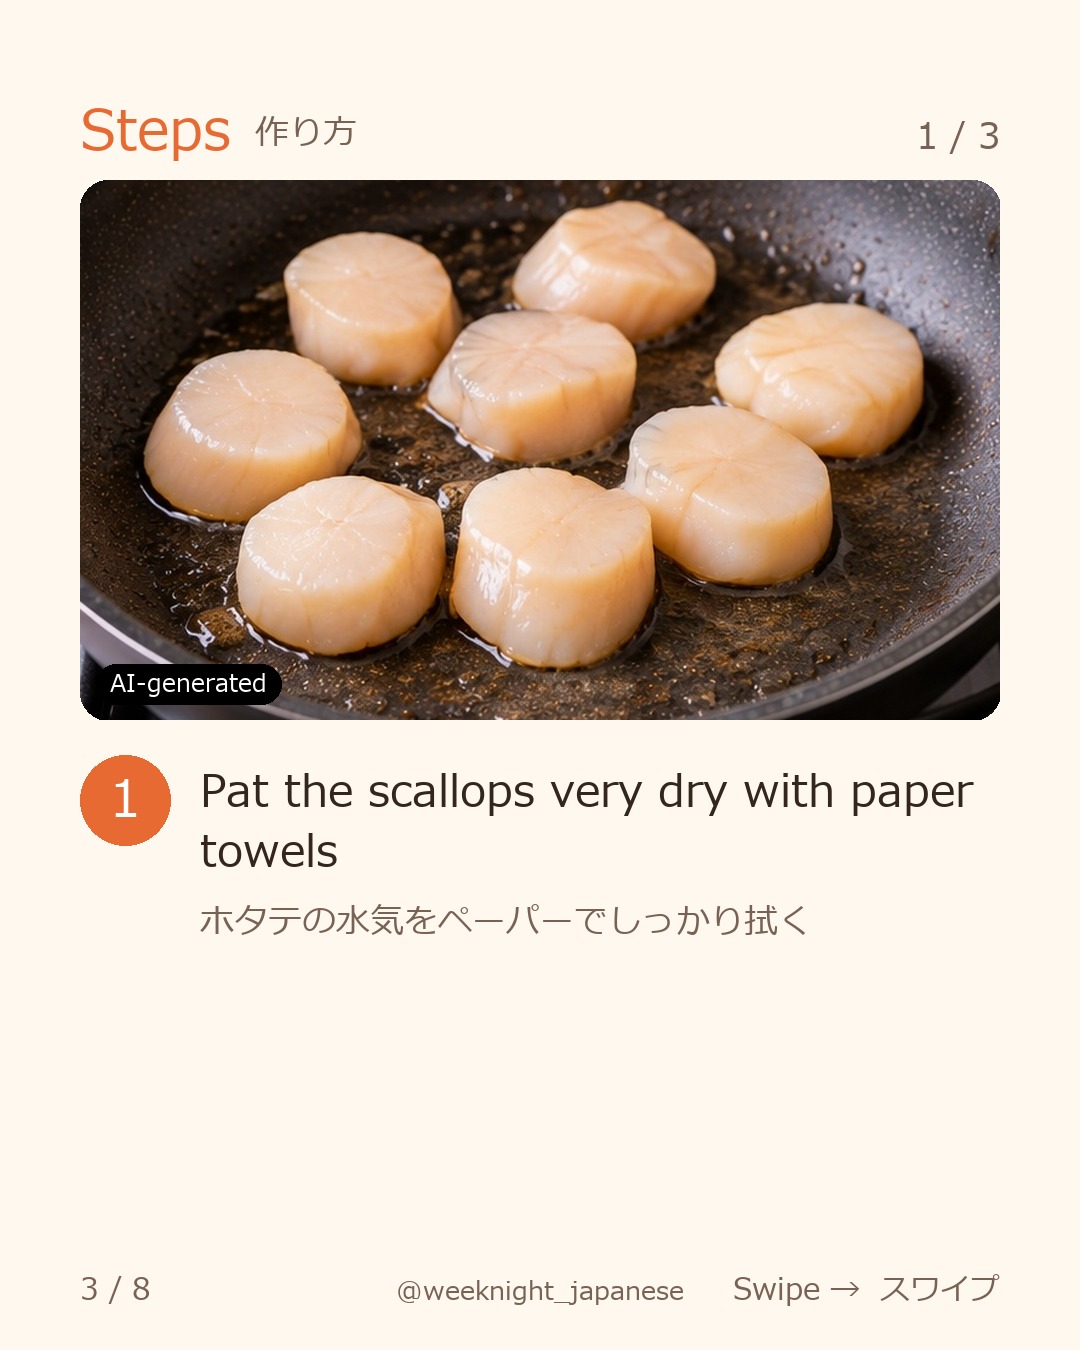 Steps 作り方
1 / 3
AI-generated
1
Pat the scallops very dry with paper
towels
ホタテの水気をペーパーでしっかり拭く
3 / 8
@weeknight_japanese
Swipe → スワイプ